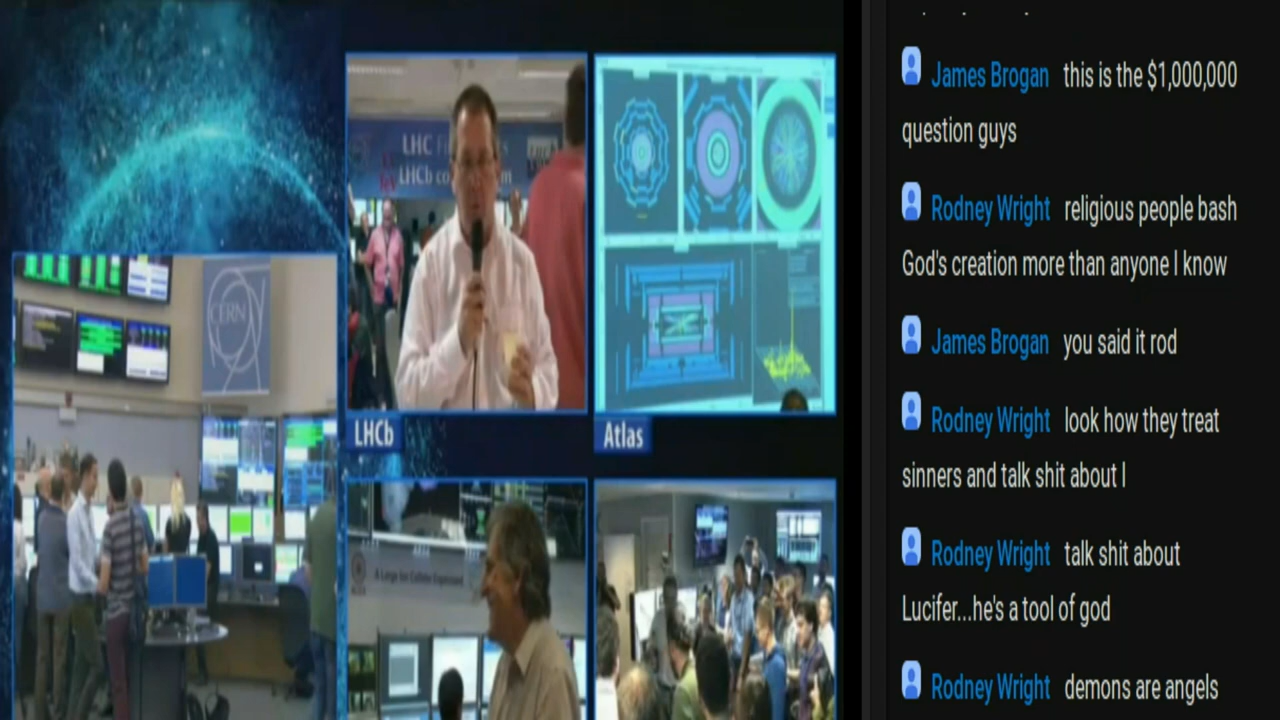 CERN
LHC
LHCb
LHCb
Atlas
James Brogan this is the $1,000,000
question guys
Rodney Wright religious people bash
God's creation more than anyone I know
James Brogan you said it rod
Rodney Wright look how they treat
sinners and talk shit about l
Rodney Wright talk shit about
Lucifer...he's a tool of god
Rodney Wright demons are angels